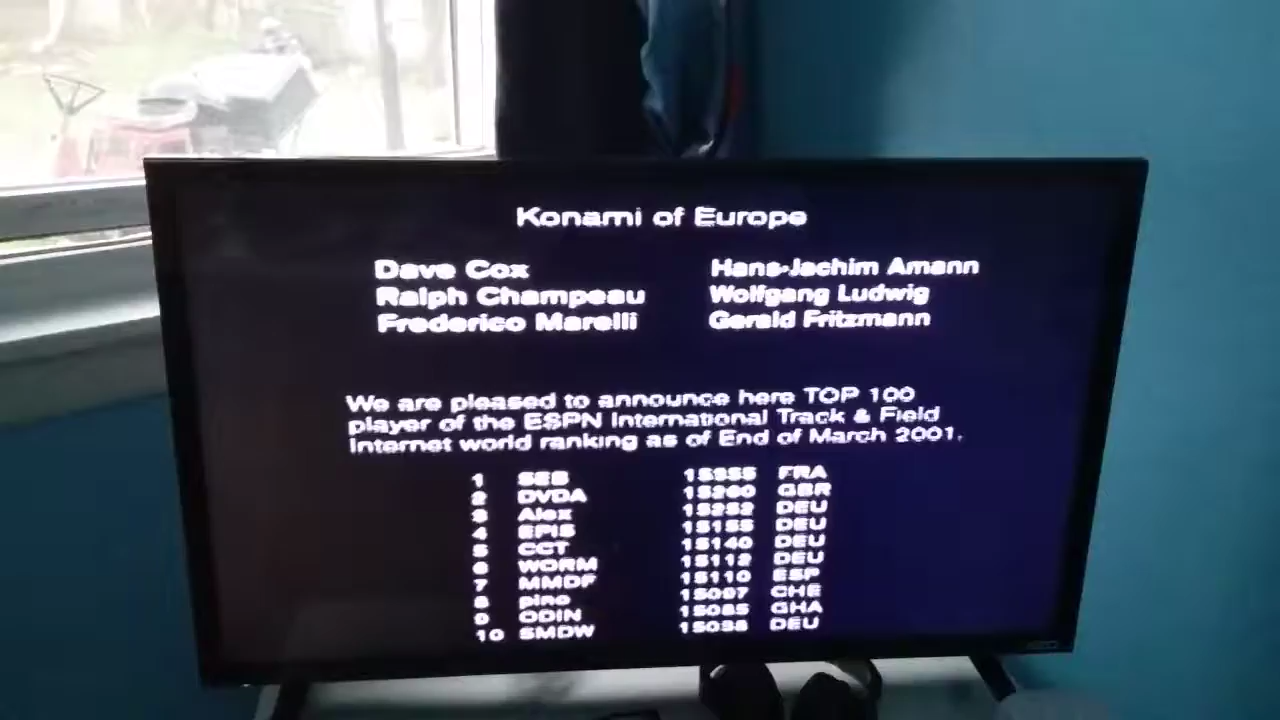 Konami of Europe
Dave Cox Hans-Jachim Amann
Ralph Champeau Wolfgang Ludwig
Frederico Marelli Gerald Fritzmann
We are pleased to announce here TOP 100
player of the ESPN International Track & Field
Internet world ranking as of End of March 2001.
1 SEB 15355 FRA
2 DVDA 15260 GBR
3 Alex 15252 DEU
4 EPIS 15155 DEU
5 CCT 15140 DEU
6 WORM 15112 DEU
7 MMDF 15110 ESP
8 pino 15097 CHE
9 ODIN 15085 GHA
10 SMDW 15038 DEU